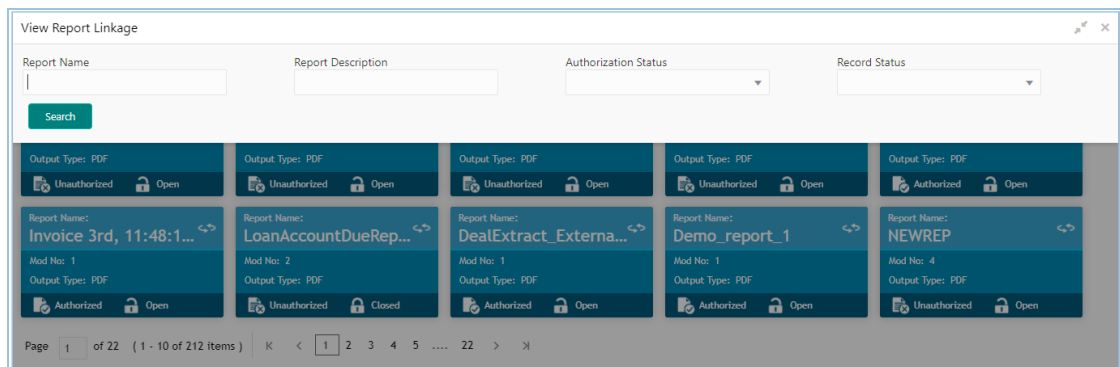 View Report Linkage
Report Name Report Description Authorization Status Record Status
Search
Output Type: PDF Output Type: PDF Output Type: PDF Output Type: PDF Output Type: PDF
Unauthorized Open Unauthorized Open Unauthorized Open Unauthorized Open Authorized Open
Report Name: Report Name: Report Name: Report Name: Report Name:
Invoice 3rd, 11:48:1... LoanAccountDueRep... DealExtract_Externa... Demo_report_1 NEWREP
Mod No: 1 Mod No: 2 Mod No: 1 Mod No: 1 Mod No: 4
Output Type: PDF Output Type: PDF Output Type: PDF Output Type: PDF Output Type: PDF
Authorized Open Unauthorized Closed Authorized Open Authorized Open Unauthorized Open
Page 1 of 22 ( 1 - 10 of 212 items ) 1 2 3 4 5 .... 22